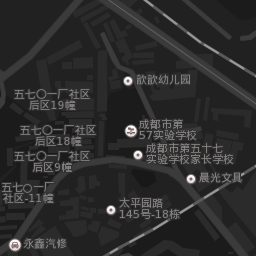 歆歆幼儿园
五七〇一厂社区
后区19幢
成都市第
57实验学校
五七〇一厂社区
后区18幢
成都市第五十七
实验学校家长学校
五七〇一厂社区
后区9幢
晨光文具
五七〇一厂
社区-11幢
太平园路
145号-18栋
永鑫汽修